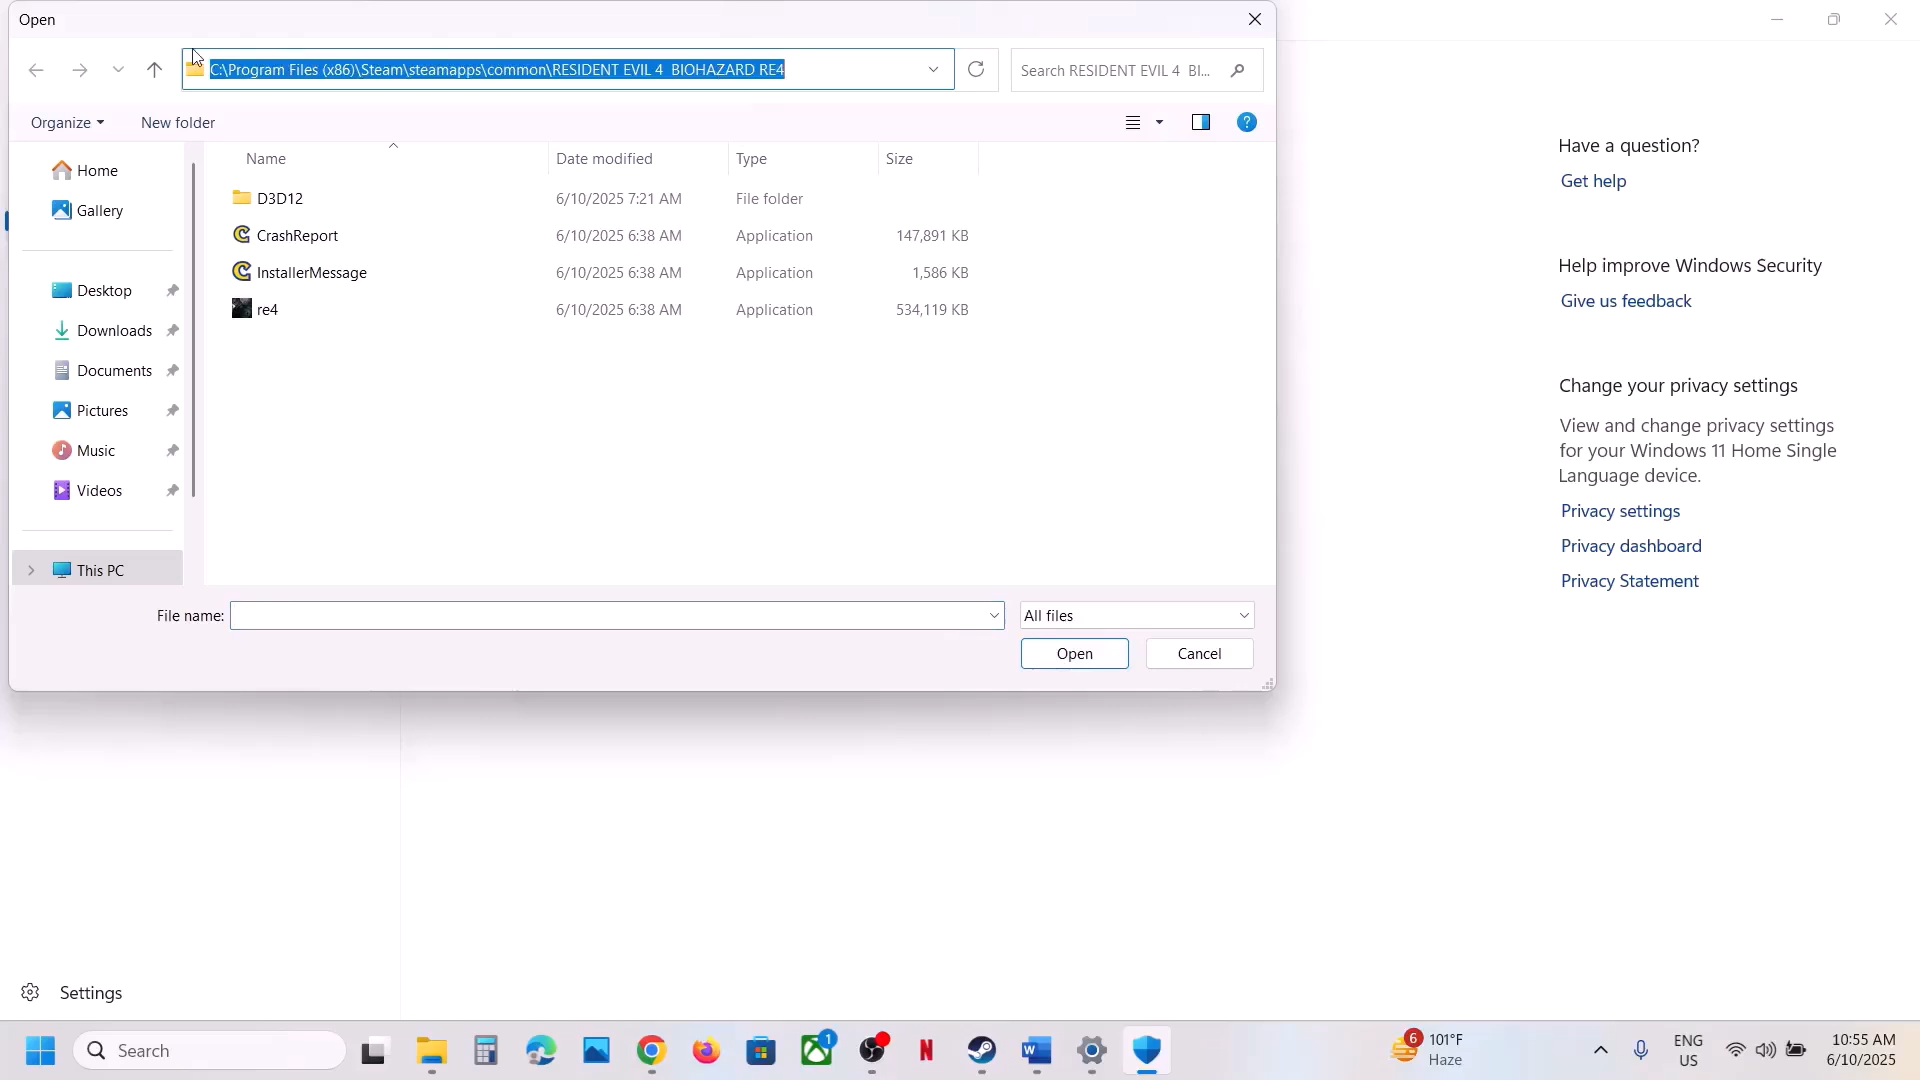 Open
C:\Program Files (x86)\Steam\steamapps\common\RESIDENT EVIL 4  BIOHAZARD RE4
Search RESIDENT EVIL 4  BI...
Organize
New folder
Name
Date modified
Type
Size
Home
Gallery
Desktop
Downloads
Documents
Pictures
Music
Videos
This PC
D3D12 6/10/2025 7:21 AM File folder
CrashReport 6/10/2025 6:38 AM Application 147,891 KB
InstallerMessage 6/10/2025 6:38 AM Application 1,586 KB
re4 6/10/2025 6:38 AM Application 534,119 KB
File name:
All files
Open
Cancel
Have a question?
Get help
Help improve Windows Security
Give us feedback
Change your privacy settings
View and change privacy settings
for your Windows 11 Home Single
Language device.
Privacy settings
Privacy dashboard
Privacy Statement
Settings
Search
1
6
101°F
Haze
ENG
US
10:55 AM
6/10/2025